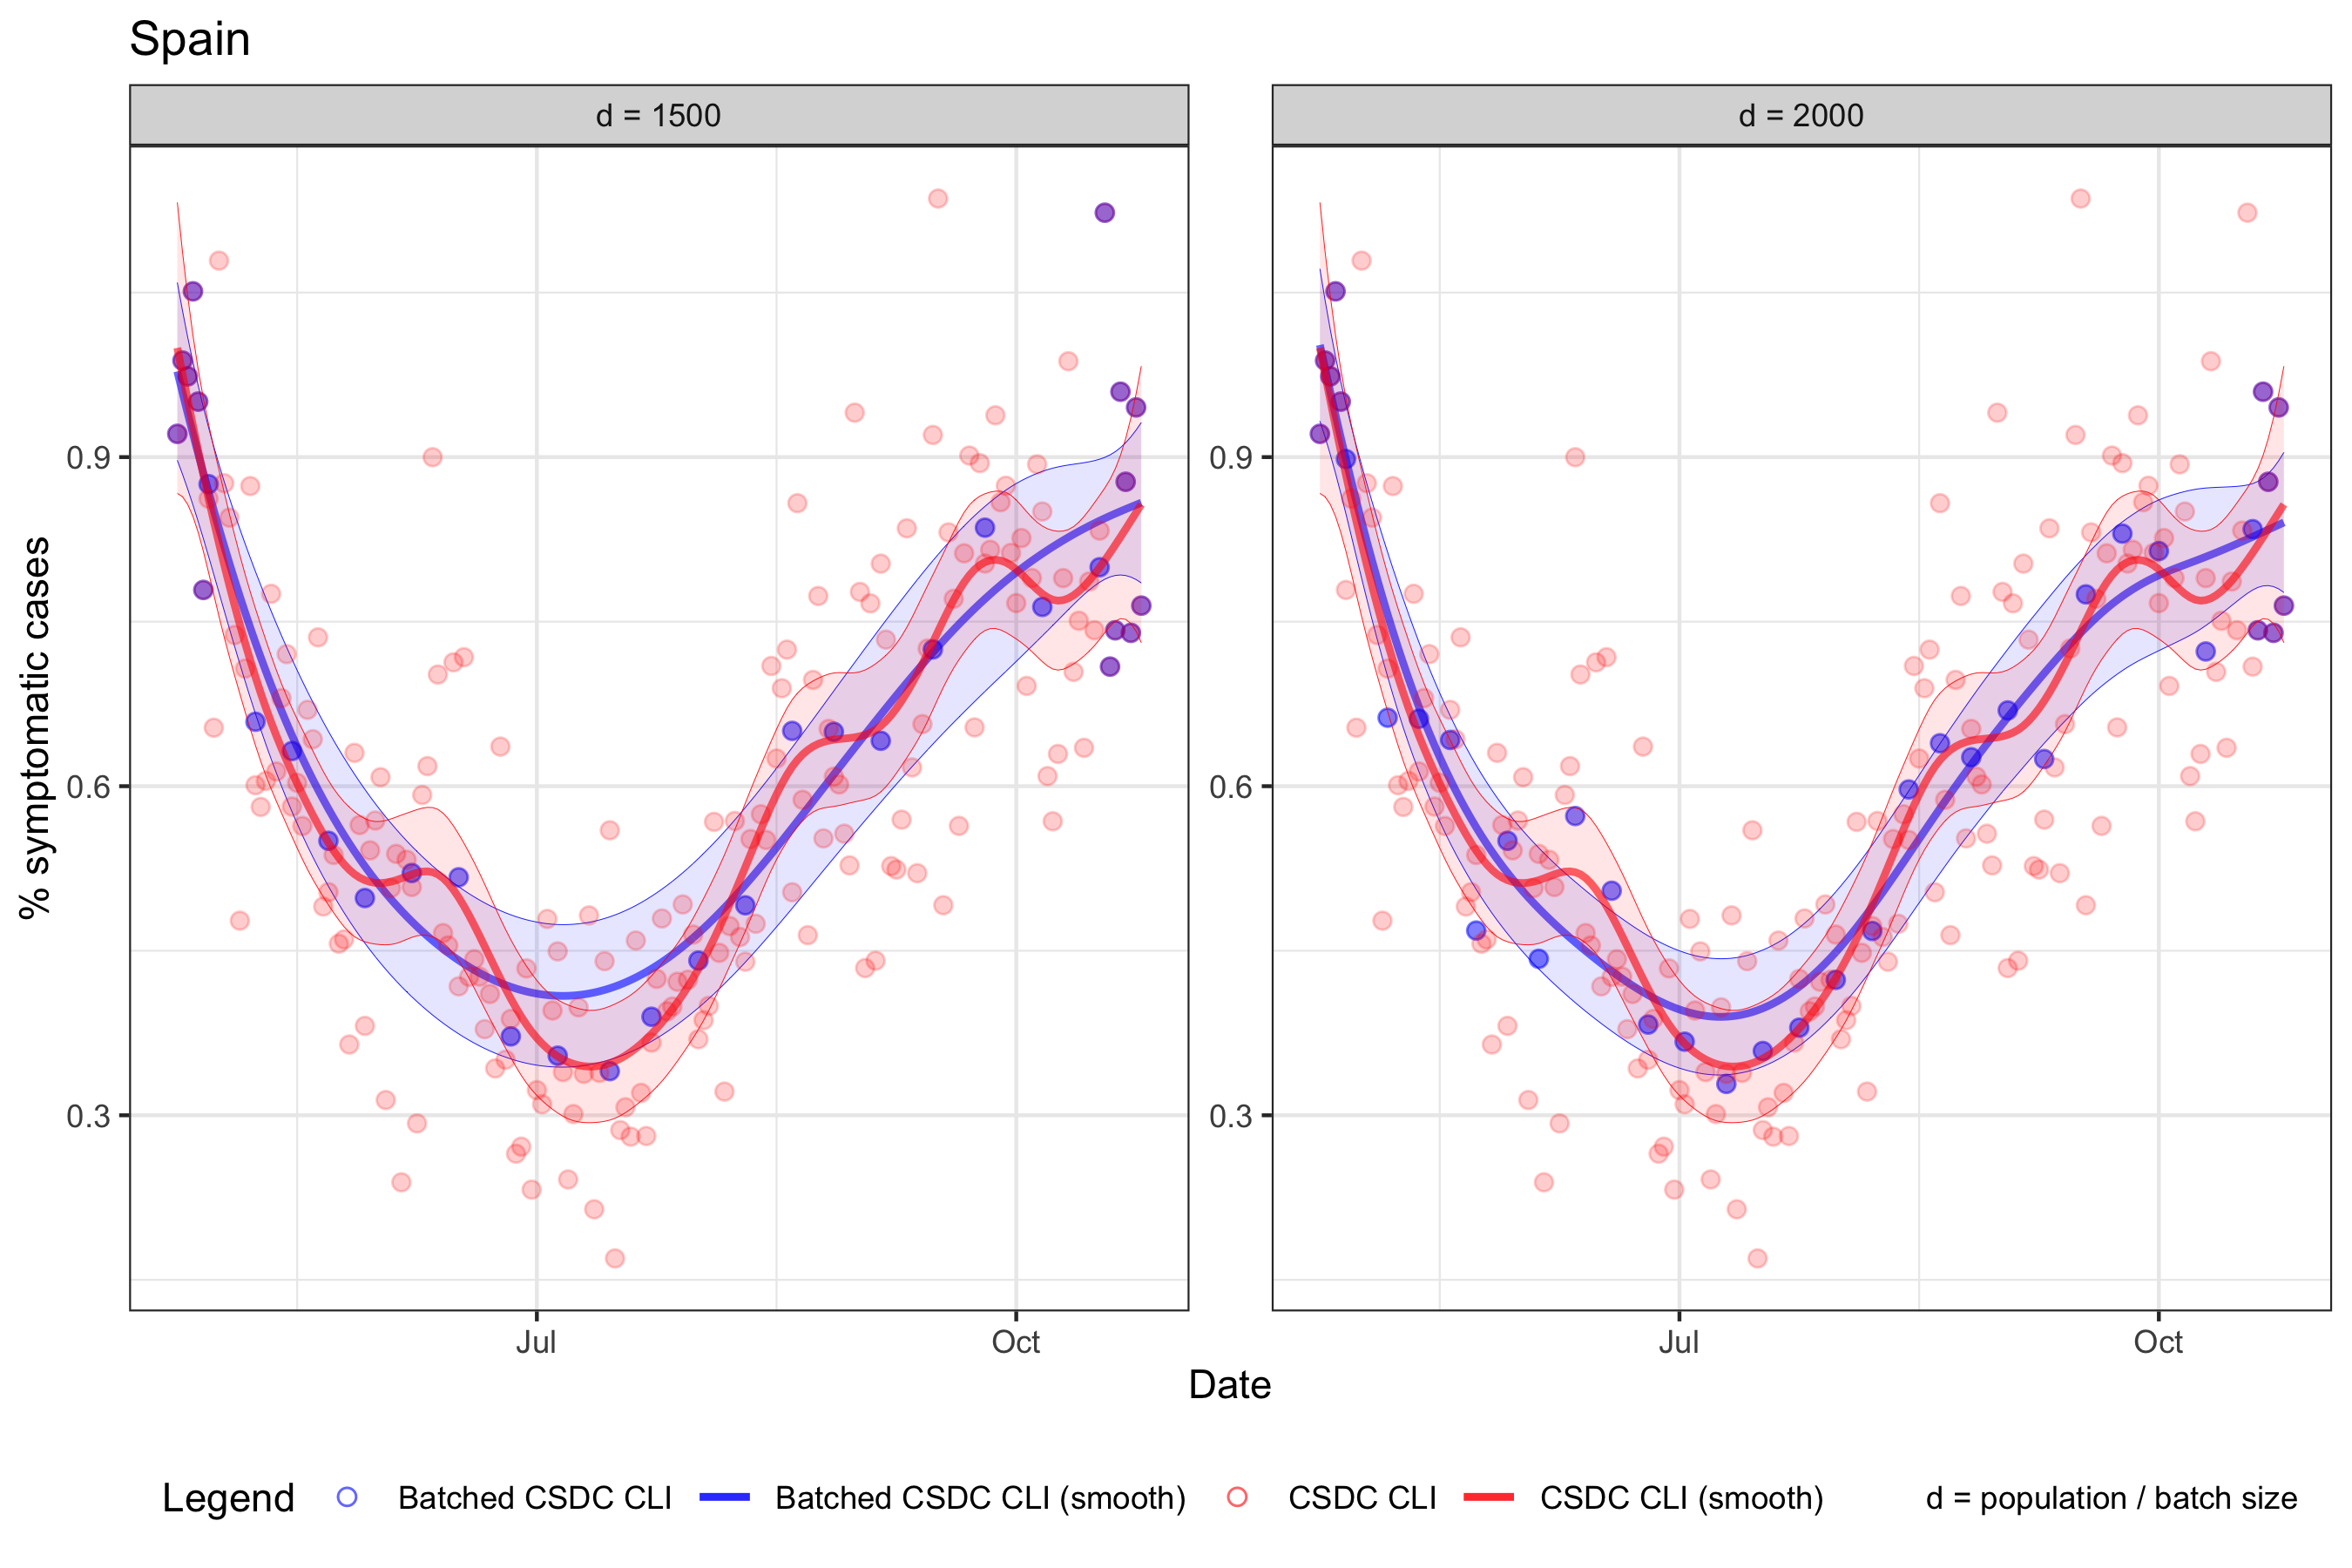 Spain
d = 1500
d = 2000
% symptomatic cases
0.9
0.6
0.3
0.9
0.6
0.3
Jul
Oct
Jul
Oct
Date
Legend
Batched CSDC CLI
Batched CSDC CLI (smooth)
CSDC CLI
CSDC CLI (smooth)
d = population / batch size